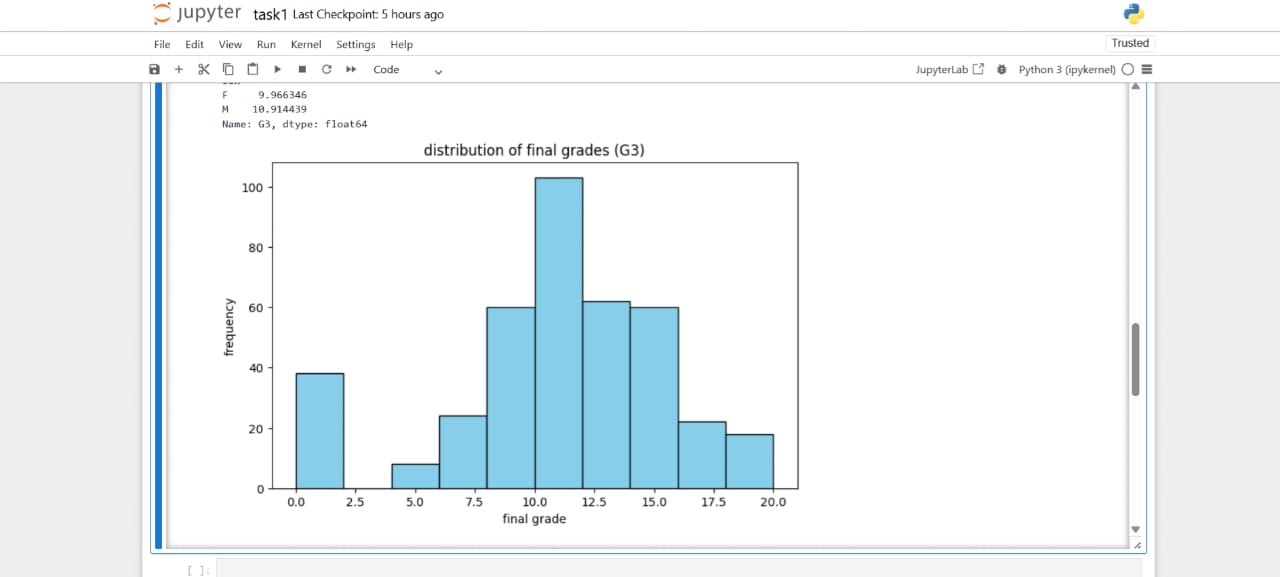 jupyter task1 Last Checkpoint: 5 hours ago
File Edit View Run Kernel Settings Help Trusted
Code JupyterLab Python 3 (ipykernel)
F 9.966346
M 10.914439
Name: G3, dtype: float64
distribution of final grades (G3)
100
80
60
40
20
0
frequency
0.0 2.5 5.0 7.5 10.0 12.5 15.0 17.5 20.0
final grade
[ ]: